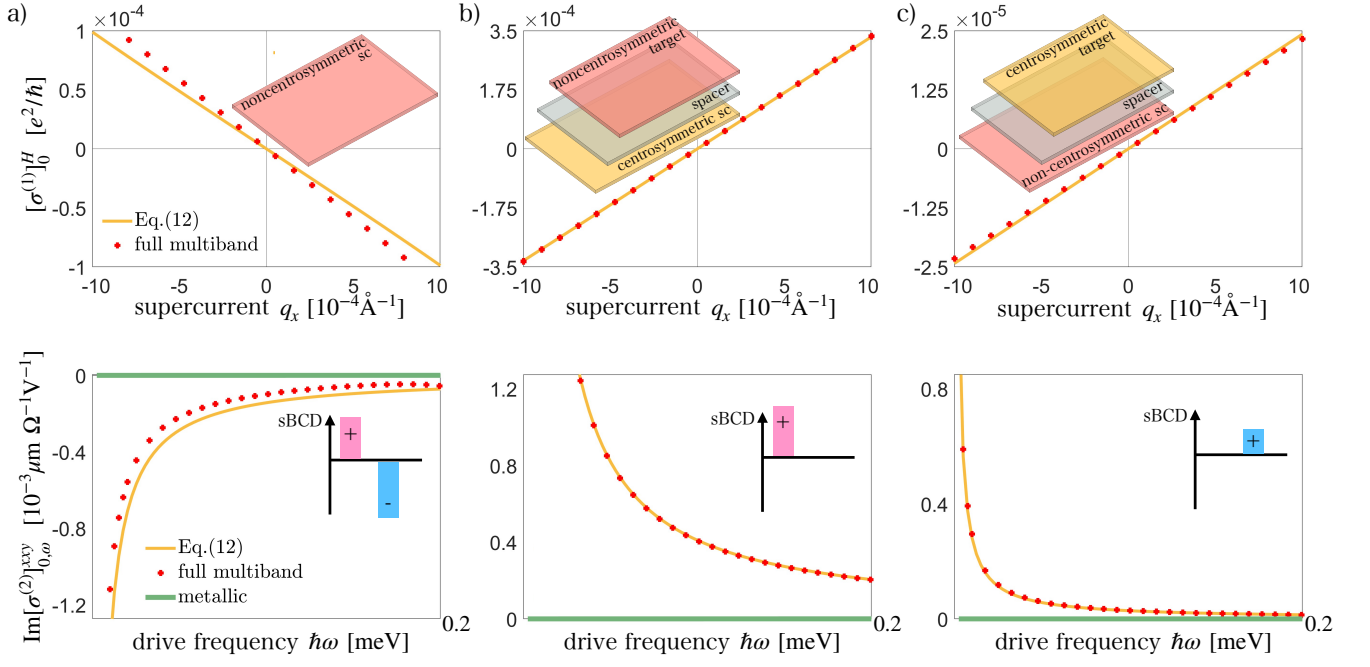 a)
×10⁻⁴
1
0.5
0
-0.5
-1
[σ⁽¹⁾]₀ᴴ [e²/ħ]
noncentrosymmetric
sc
Eq.(12)
full multiband
-10
-5
0
5
10
supercurrent qₓ [10⁻⁴Å⁻¹]
b)
×10⁻⁴
3.5
1.75
0
-1.75
-3.5
noncentrosymmetric
target
spacer
centrosymmetric sc
-10
-5
0
5
10
supercurrent qₓ [10⁻⁴Å⁻¹]
c)
×10⁻⁵
2.5
1.25
0
-1.25
-2.5
centrosymmetric
target
spacer
non-centrosymmetric sc
-10
-5
0
5
10
supercurrent qₓ [10⁻⁴Å⁻¹]
Im[σ⁽²⁾]^{xxy}_{0,ω} [10⁻³μm Ω⁻¹V⁻¹]
0
-0.4
-0.8
-1.2
sBCD
+
-
Eq.(12)
full multiband
metallic
0.2
drive frequency ħω [meV]
1.2
0.8
0.4
0
sBCD
+
0.2
drive frequency ħω [meV]
0.8
0.4
0
sBCD
+
0.2
drive frequency ħω [meV]